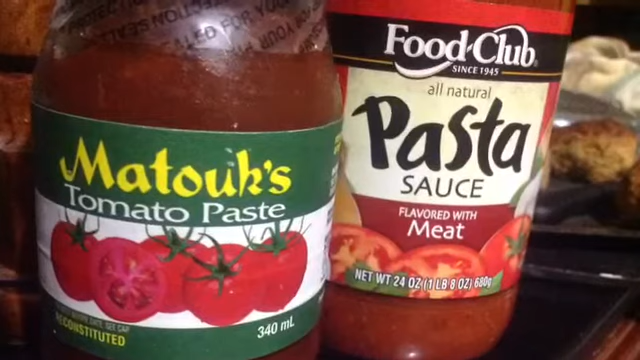 Matouk's
Tomato Paste
340 mL
RECONSTITUTED
Food Club
SINCE 1945
all natural
Pasta
SAUCE
FLAVORED WITH
Meat
NET WT 24 OZ (1 LB 8 OZ) 680g